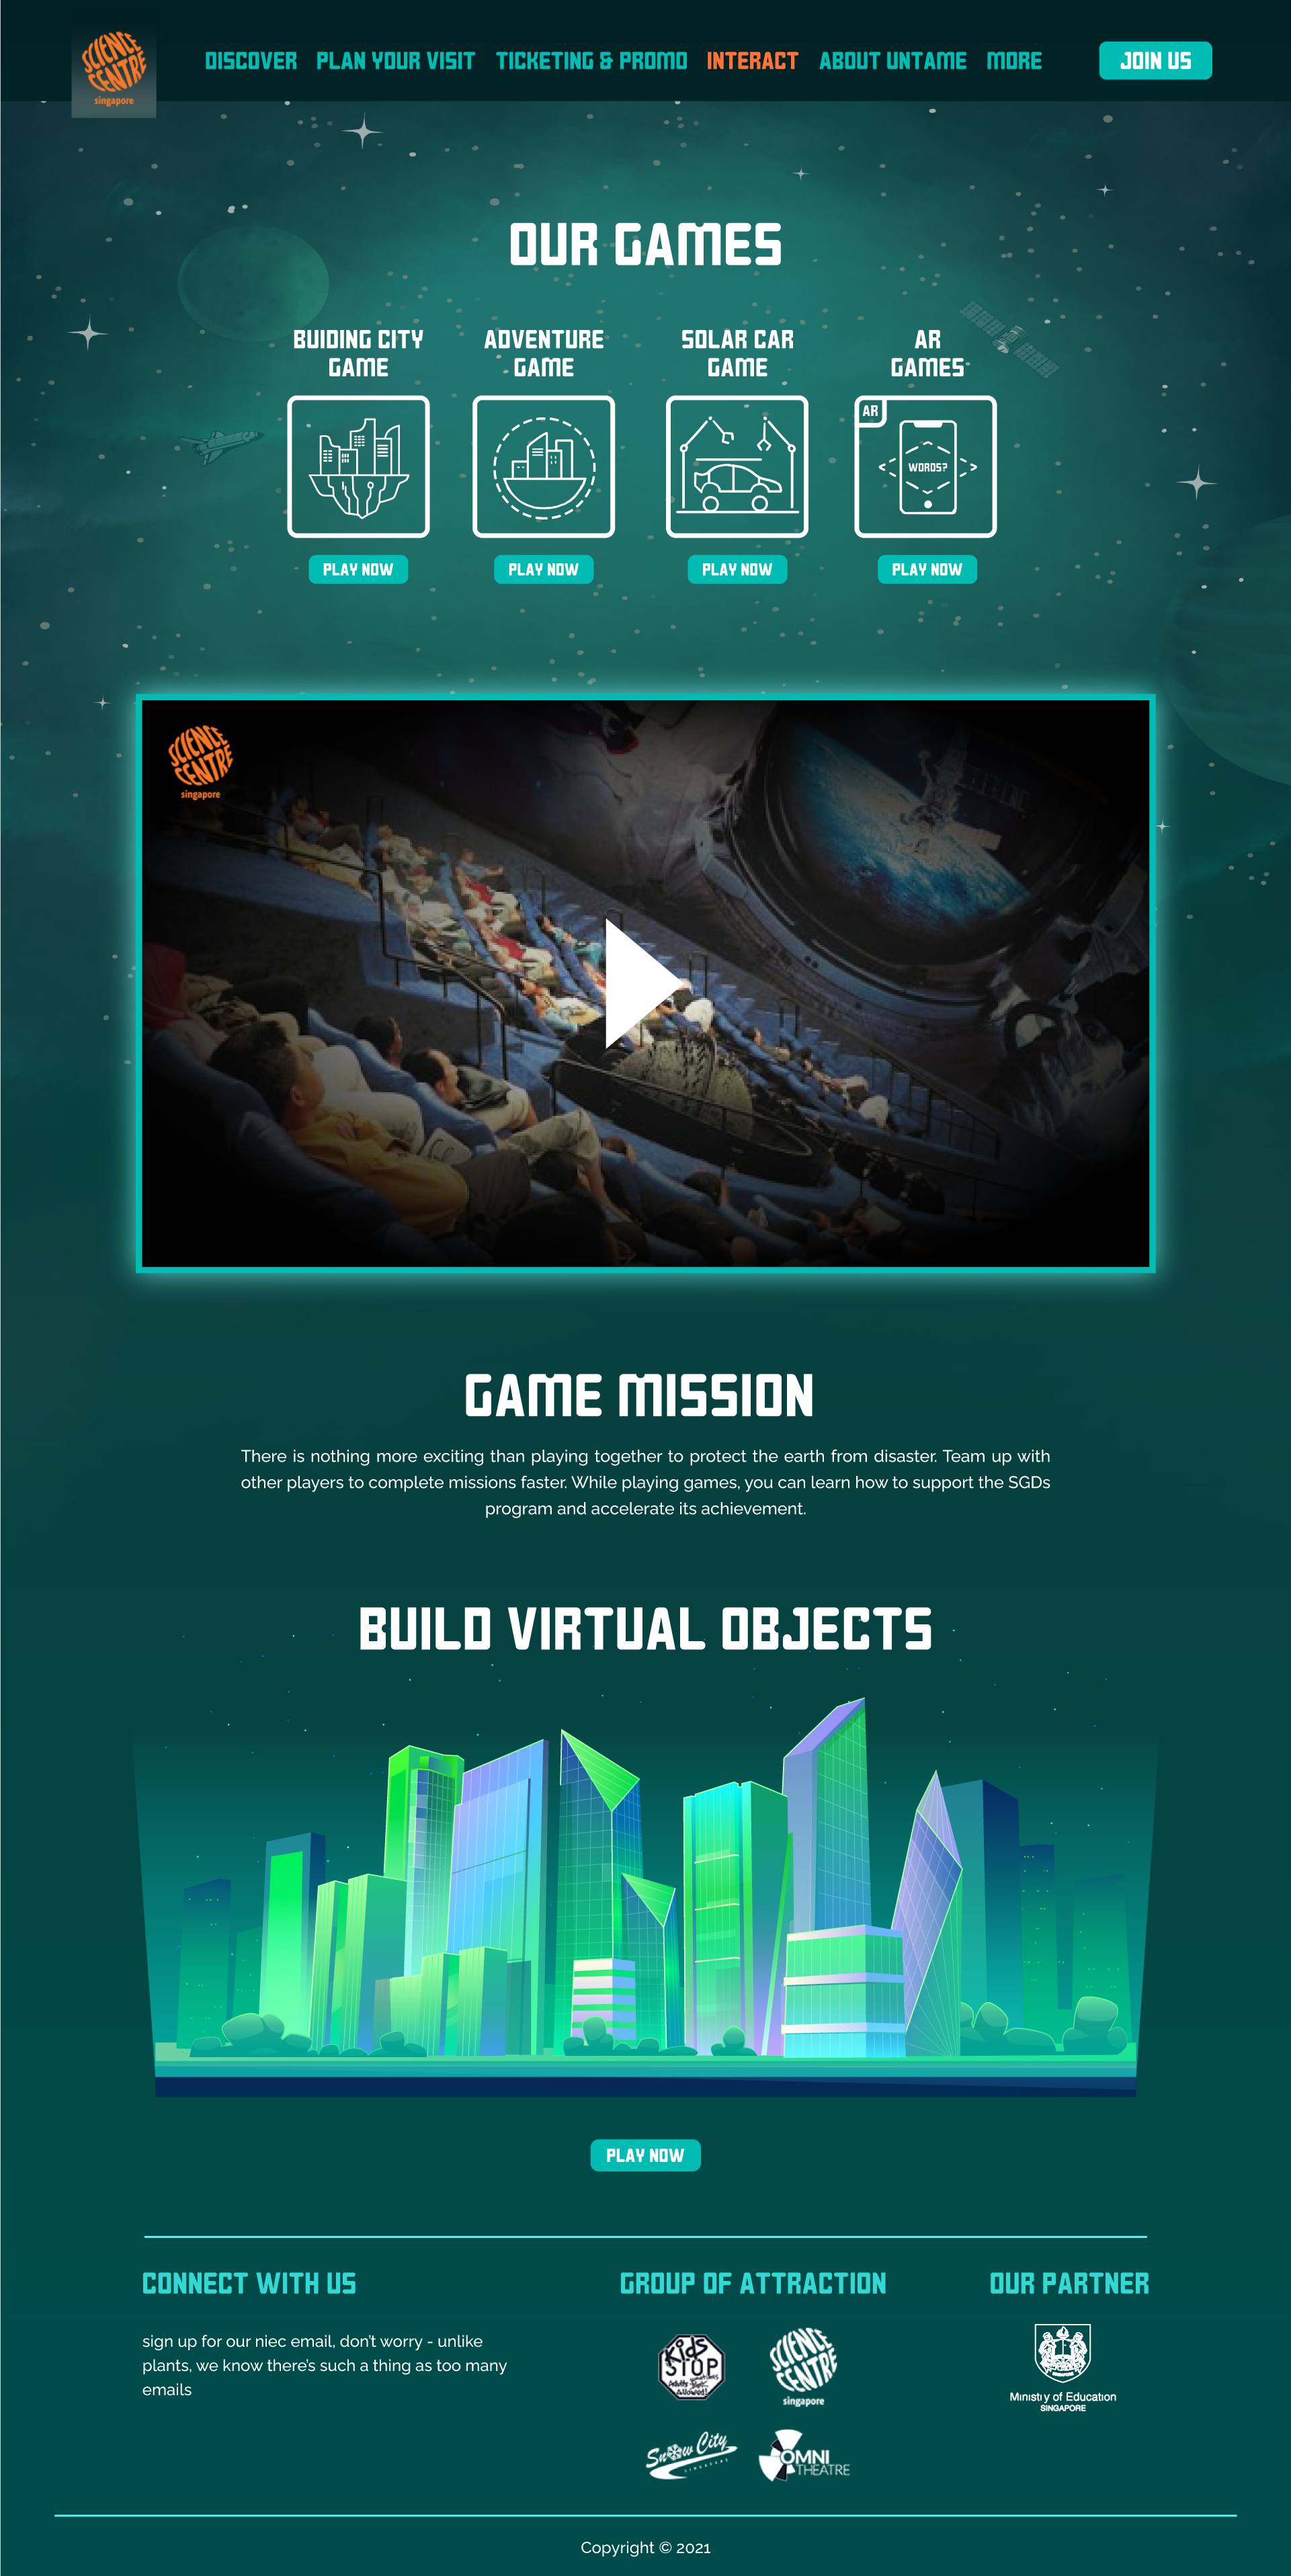 SCIENCE
CENTRE
singapore
DISCOVER PLAN YOUR VISIT TICKETING & PROMO INTERACT ABOUT UNTAME MORE JOIN US
OUR GAMES
BUIDING CITY
GAME
ADVENTURE
GAME
SOLAR CAR
GAME
AR
GAMES
AR
WORDS?
PLAY NOW PLAY NOW PLAY NOW PLAY NOW
SCIENCE
CENTRE
singapore
GAME MISSION
There is nothing more exciting than playing together to protect the earth from disaster. Team up with
other players to complete missions faster. While playing games, you can learn how to support the SGDs
program and accelerate its achievement.
BUILD VIRTUAL OBJECTS
PLAY NOW
CONNECT WITH US
sign up for our niec email, don't worry - unlike
plants, we know there's such a thing as too many
emails
GROUP OF ATTRACTION
KidS
STOP
Allowed!
SCIENCE
CENTRE
singapore
Snow City
SINGAPORE
OMNI
THEATRE
OUR PARTNER
Ministry of Education
SINGAPORE
Copyright © 2021